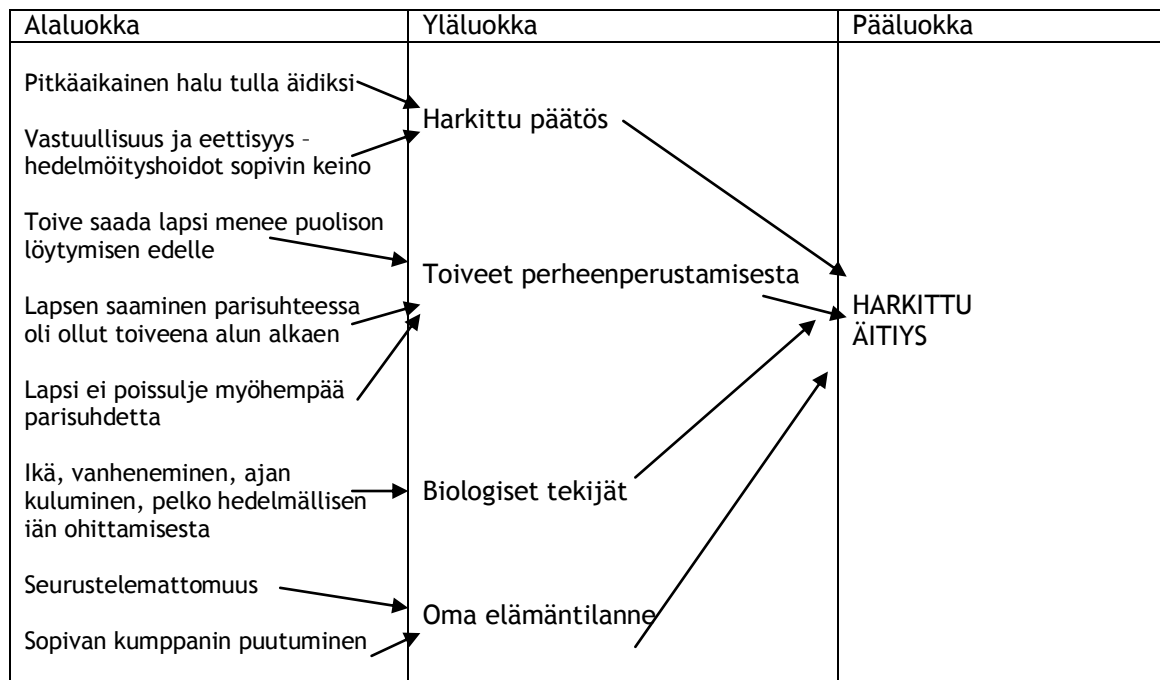 Alaluokka
Yläluokka
Pääluokka
Pitkäaikainen halu tulla äidiksi
Vastuullisuus ja eettisyys –
hedelmöityshoidot sopivin keino
Toive saada lapsi menee puolison
löytymisen edelle
Lapsen saaminen parisuhteessa
oli ollut toiveena alun alkaen
Lapsi ei poissulje myöhempää
parisuhdetta
Ikä, vanheneminen, ajan
kuluminen, pelko hedelmällisen
iän ohittamisesta
Seurustelemattomuus
Sopivan kumppanin puutuminen
Harkittu päätös
Toiveet perheenperustamisesta
Biologiset tekijät
Oma elämäntilanne
HARKITTU
ÄITIYS